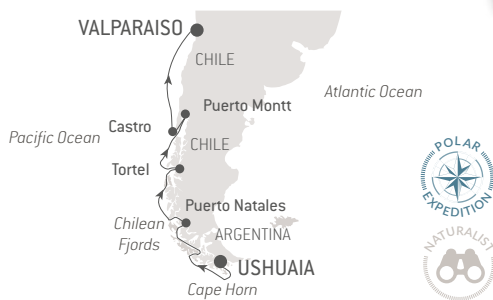 VALPARAISO
CHILE
Atlantic Ocean
Puerto Montt
Castro
Pacific Ocean
CHILE
Tortel
POLAR
EXPEDITION
Puerto Natales
Chilean
Fjords
ARGENTINA
NATURALIST
USHUAIA
Cape Horn